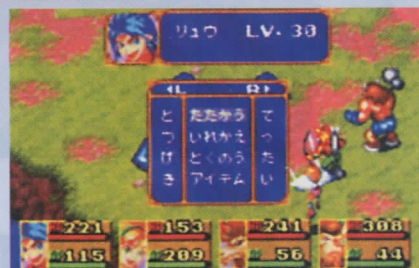 リュウ LV. 30
◀L R▶
とつげき
たたかう
いれかえ
とくのう
アイテム
てったい
221 153 241 308
115 209 56 44